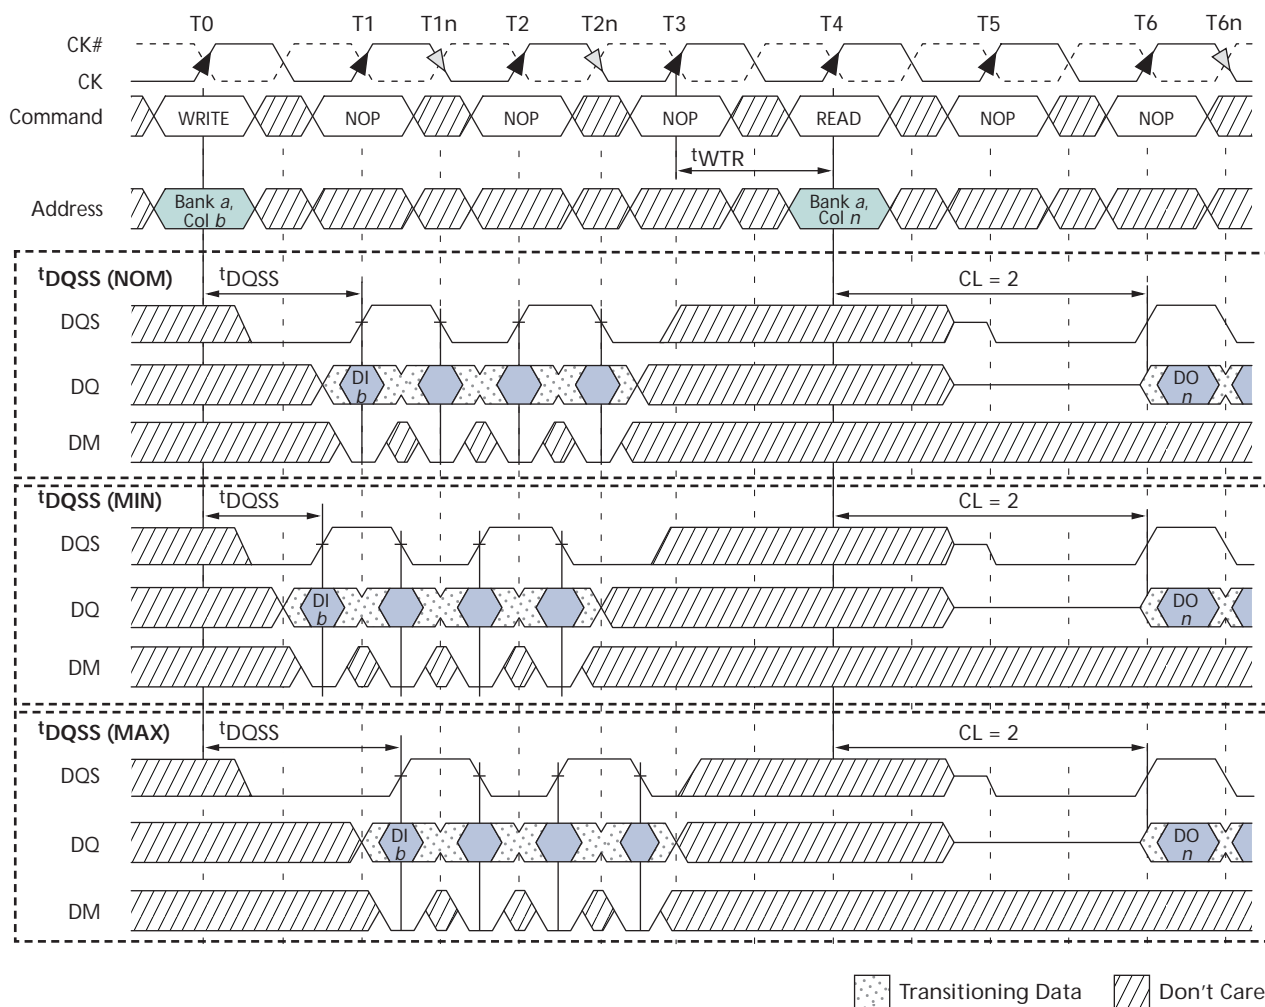 T0 T1 T1n T2 T2n T3 T4 T5 T6 T6n
CK#
CK
Command WRITE NOP NOP NOP READ NOP NOP
tWTR
Address Bank a, Col b Bank a, Col n
tDQSS (NOM) tDQSS CL = 2
DQS
DQ DI b DO n
DM
tDQSS (MIN) tDQSS CL = 2
DQS
DQ DI b DO n
DM
tDQSS (MAX) tDQSS CL = 2
DQS
DQ DI b DO n
DM
Transitioning Data Don't Care